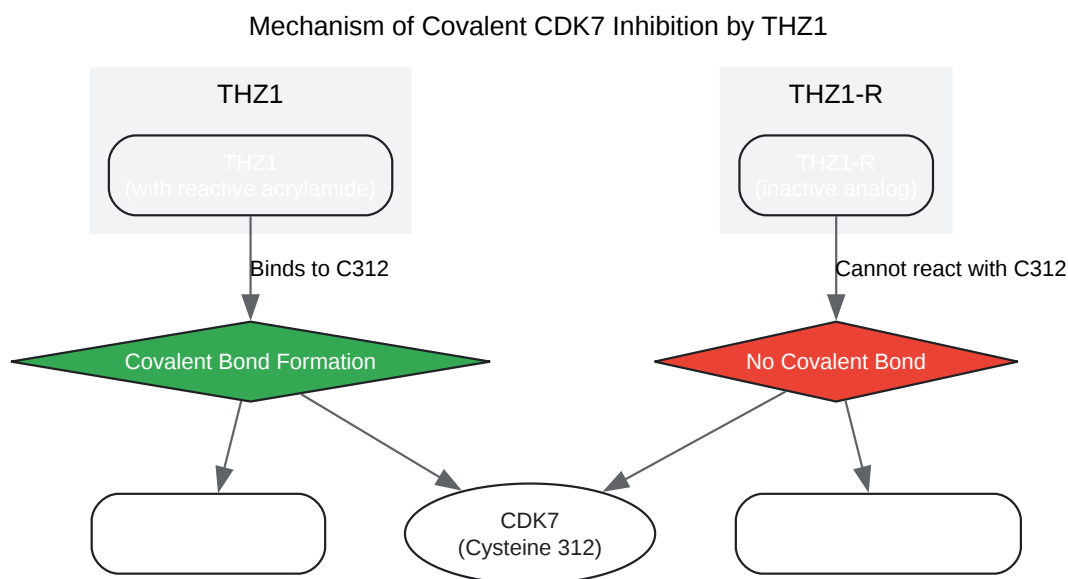 Mechanism of Covalent CDK7 Inhibition by THZ1
THZ1
THZ1-R
THZ1
(with reactive acrylamide)
THZ1-R
(inactive analog)
Binds to C312
Cannot react with C312
Covalent Bond Formation
No Covalent Bond
CDK7
(Cysteine 312)